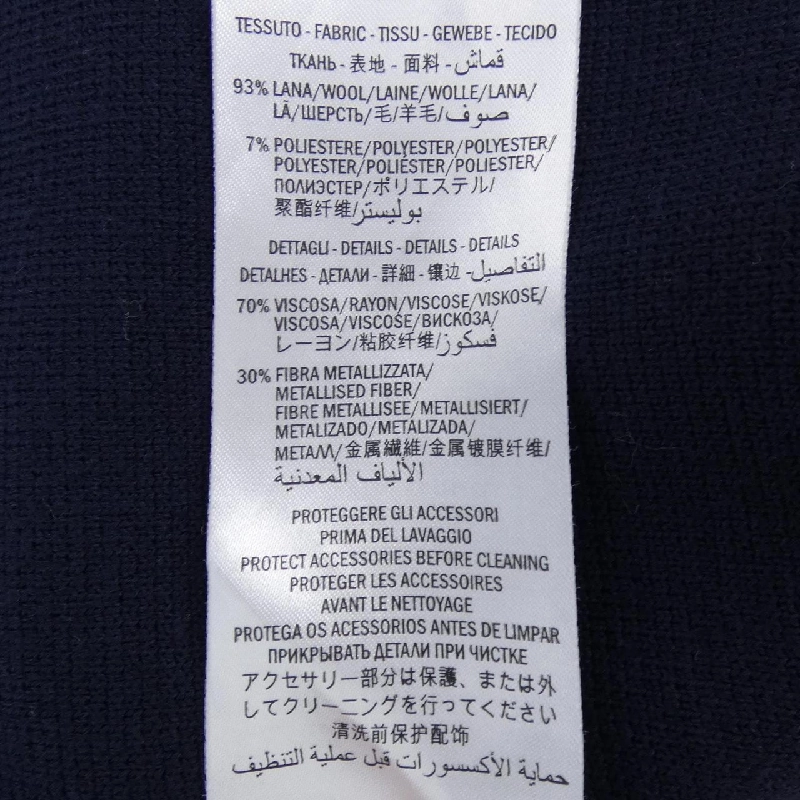 TESSUTO - FABRIC - TISSU - GEWEBE - TECIDO
ТКАНЬ - 表地 - 面料 - قماش
93% LANA/WOOL/LAINE/WOLLE/LANA/
LÃ/ШЕРСТЬ/毛/羊毛/صوف
7% POLIESTERE/POLYESTER/POLYESTER/
POLYESTER/POLIÉSTER/POLIESTER/
ПОЛИЭСТЕР/ポリエステル/
聚酯纤维/بوليستر
DETTAGLI - DETAILS - DETAILS - DETAILS
DETALHES - ДЕТАЛИ - 詳細 - 镶边 - التفاصيل
70% VISCOSA/RAYON/VISCOSE/VISKOSE/
VISCOSA/VISCOSE/ВИСКОЗА/
レーヨン/粘胶纤维/فسكوز
30% FIBRA METALLIZZATA/
METALLISED FIBER/
FIBRE METALLISEE/METALLISIERT/
METALIZADO/METALIZADA/
МЕТАЛЛ/金属繊維/金属镀膜纤维/
الألياف المعدنية
PROTEGGERE GLI ACCESSORI
PRIMA DEL LAVAGGIO
PROTECT ACCESSORIES BEFORE CLEANING
PROTEGER LES ACCESSOIRES
AVANT LE NETTOYAGE
PROTEGA OS ACESSORIOS ANTES DE LIMPAR
ПРИКРЫВАТЬ ДЕТАЛИ ПРИ ЧИСТКЕ
アクセサリー部分は保護、または外
してクリーニングを行ってください
清洗前保护配饰
حماية الأكسسورات قبل عملية التنظيف